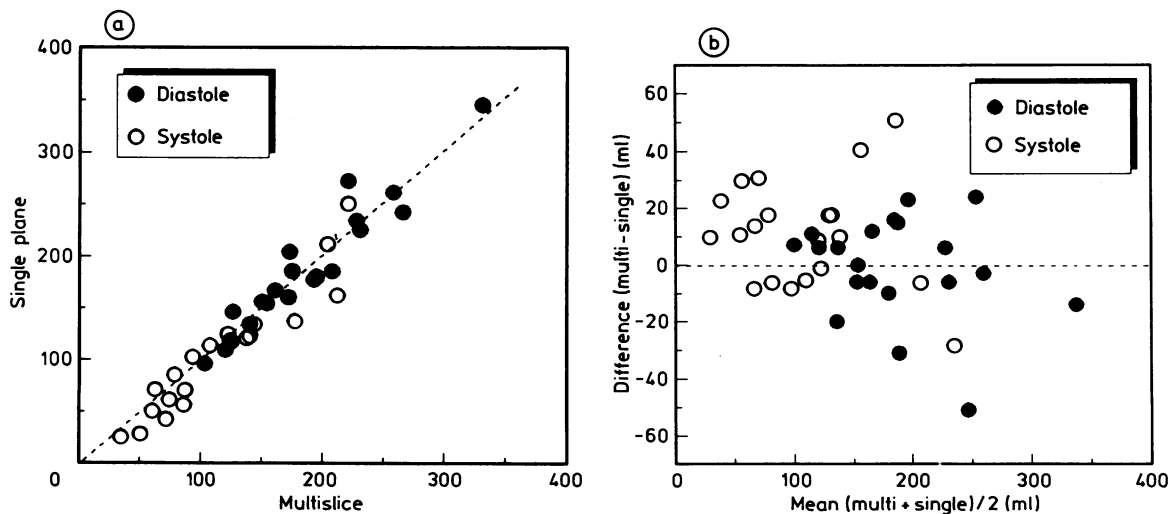 a
400
300
200
100
0
Single plane
Diastole
Systole
0
100
200
300
400
Multislice
b
60
40
20
0
-20
-40
-60
Difference (multi-single) (ml)
Diastole
Systole
0
100
200
300
400
Mean (multi + single)/2 (ml)